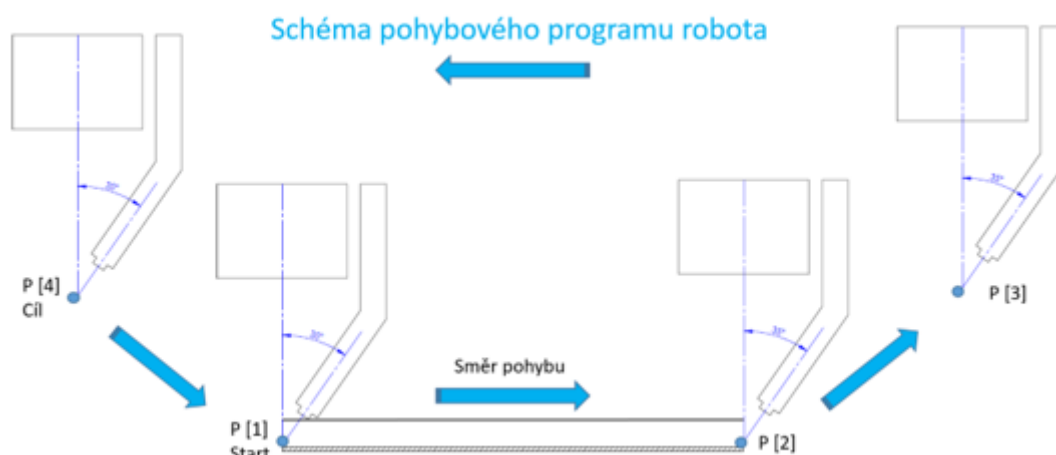 Schéma pohybového programu robota
P [4]
Cíl
P [3]
Směr pohybu
P [1]
Start
P [2]